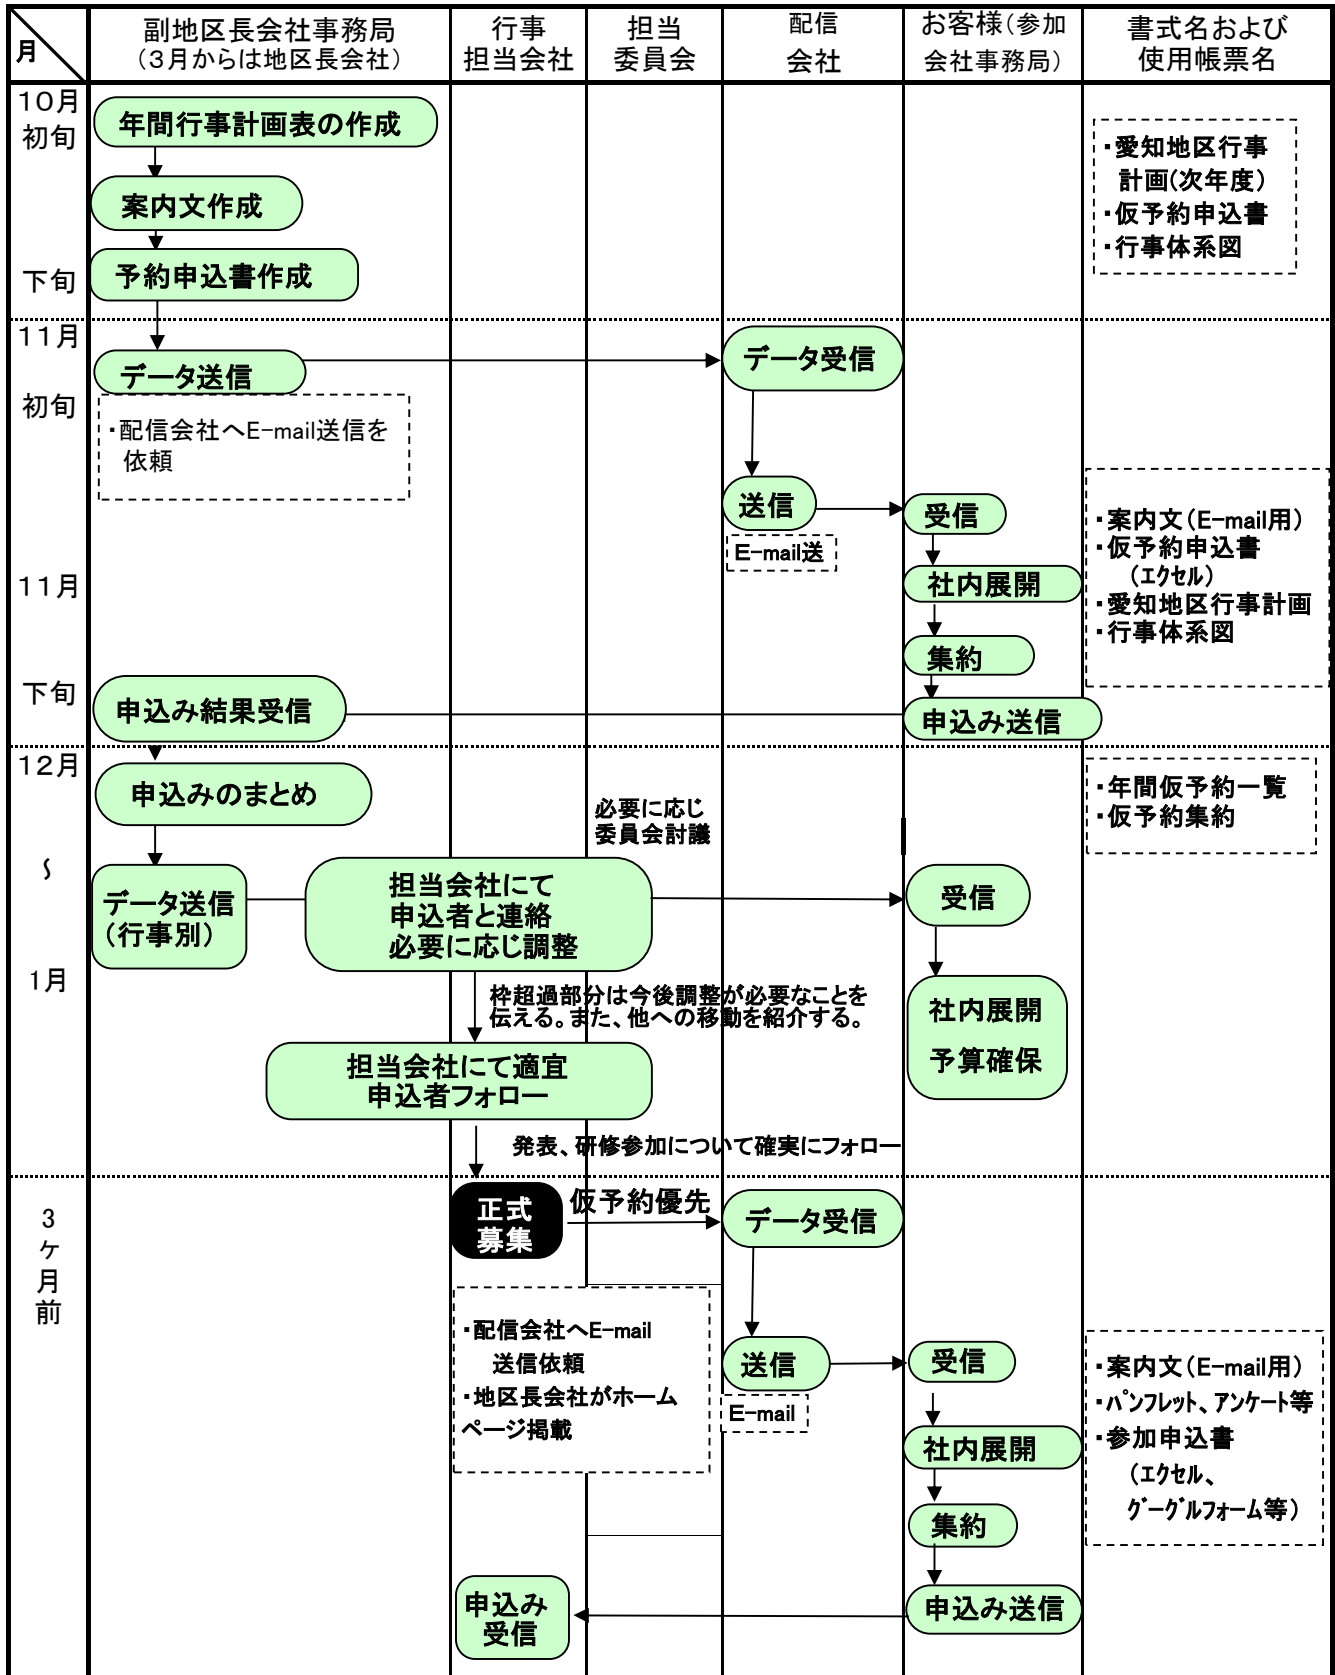 月
副地区長会社事務局
（３月からは地区長会社）
行事
担当会社
担当
委員会
配信
会社
お客様（参加
会社事務局）
書式名および
使用帳票名
１０月
初旬
年間行事計画表の作成
案内文作成
下旬
予約申込書作成
・愛知地区行事
計画(次年度）
・仮予約申込書
・行事体系図
１１月
初旬
データ送信
・配信会社へE-mail送信を
依頼
データ受信
送信
E-mail送
受信
１１月
社内展開
集約
下旬
申込み結果受信
申込み送信
・案内文（E-mail用）
・仮予約申込書
（ｴｸｾﾙ）
・愛知地区行事計画
・行事体系図
１２月
申込みのまとめ
必要に応じ
委員会討議
・年間仮予約一覧
・仮予約集約
～
データ送信
（行事別）
担当会社にて
申込者と連絡
必要に応じ調整
受信
１月
枠超過部分は今後調整が必要なことを
伝える。また、他への移動を紹介する。
社内展開
予算確保
担当会社にて適宜
申込者フォロー
発表、研修参加について確実にフォロー
3
ヶ
月
前
正式
募集
仮予約優先
データ受信
・配信会社へE-mail
送信依頼
・地区長会社がホーム
ページ掲載
送信
E-mail
受信
社内展開
集約
申込み
受信
申込み送信
・案内文（E-mail用）
・ﾊﾟﾝﾌﾚｯﾄ、ｱﾝｹｰﾄ等
・参加申込書
（ｴｸｾﾙ、
ｸﾞｰｸﾞﾙﾌｫｰﾑ等）